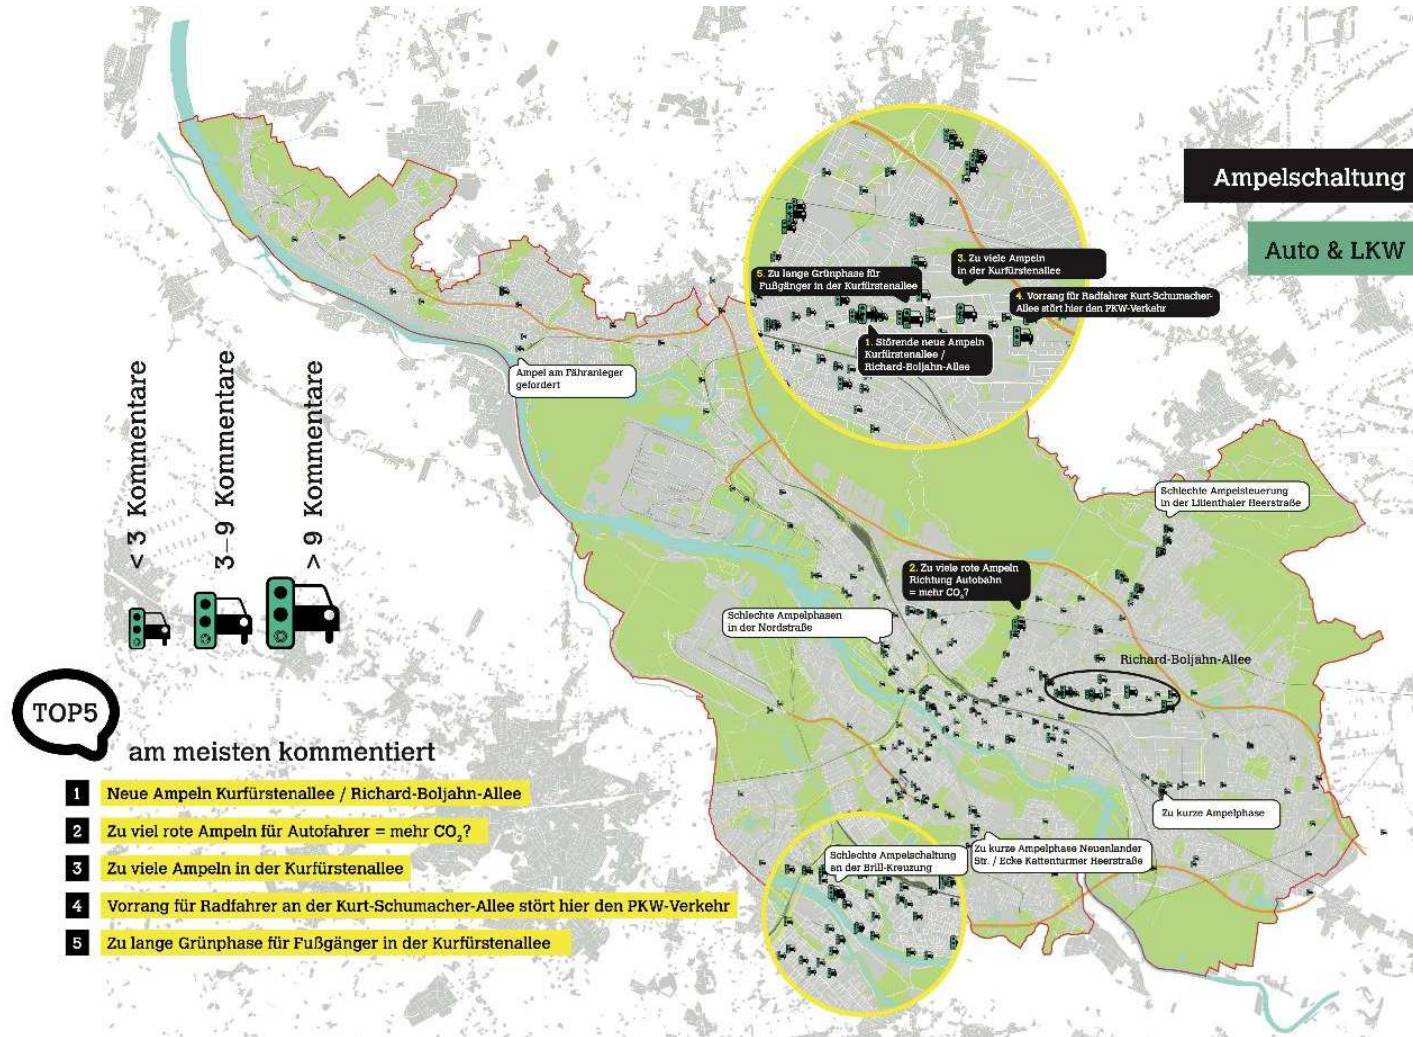 Ampelschaltung
Auto & LKW
3. Zu viele Ampeln
in der Kurfürstenallee
5. Zu lange Grünphase für
Fußgänger in der Kurfürstenallee
4. Vorrang für Radfahrer Kurt-Schumacher-
Allee stört hier den PKW-Verkehr
1. Störende neue Ampeln
Kurfürstenallee /
Richard-Boljahn-Allee
Ampel am Fähranleger
gefordert
< 3 Kommentare
3–9 Kommentare
> 9 Kommentare
Schlechte Ampelsteuerung
in der Lilienthaler Heerstraße
2. Zu viele rote Ampeln
Richtung Autobahn
= mehr CO₂?
Schlechte Ampelphasen
in der Nordstraße
Richard-Boljahn-Allee
Zu kurze Ampelphase
Zu kurze Ampelphase Neuenlander
Str. / Ecke Kattenturmer Heerstraße
Schlechte Ampelschaltung
an der Brill-Kreuzung
TOP5
am meisten kommentiert
1 Neue Ampeln Kurfürstenallee / Richard-Boljahn-Allee
2 Zu viel rote Ampeln für Autofahrer = mehr CO₂?
3 Zu viele Ampeln in der Kurfürstenallee
4 Vorrang für Radfahrer an der Kurt-Schumacher-Allee stört hier den PKW-Verkehr
5 Zu lange Grünphase für Fußgänger in der Kurfürstenallee